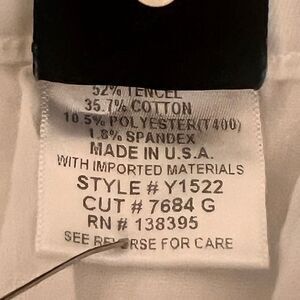 52% TENCEL
35.7% COTTON
10.5% POLYESTER(T400)
1.8% SPANDEX
MADE IN U.S.A.
WITH IMPORTED MATERIALS
STYLE # Y1522
CUT # 7684 G
RN # 138395
SEE REVERSE FOR CARE